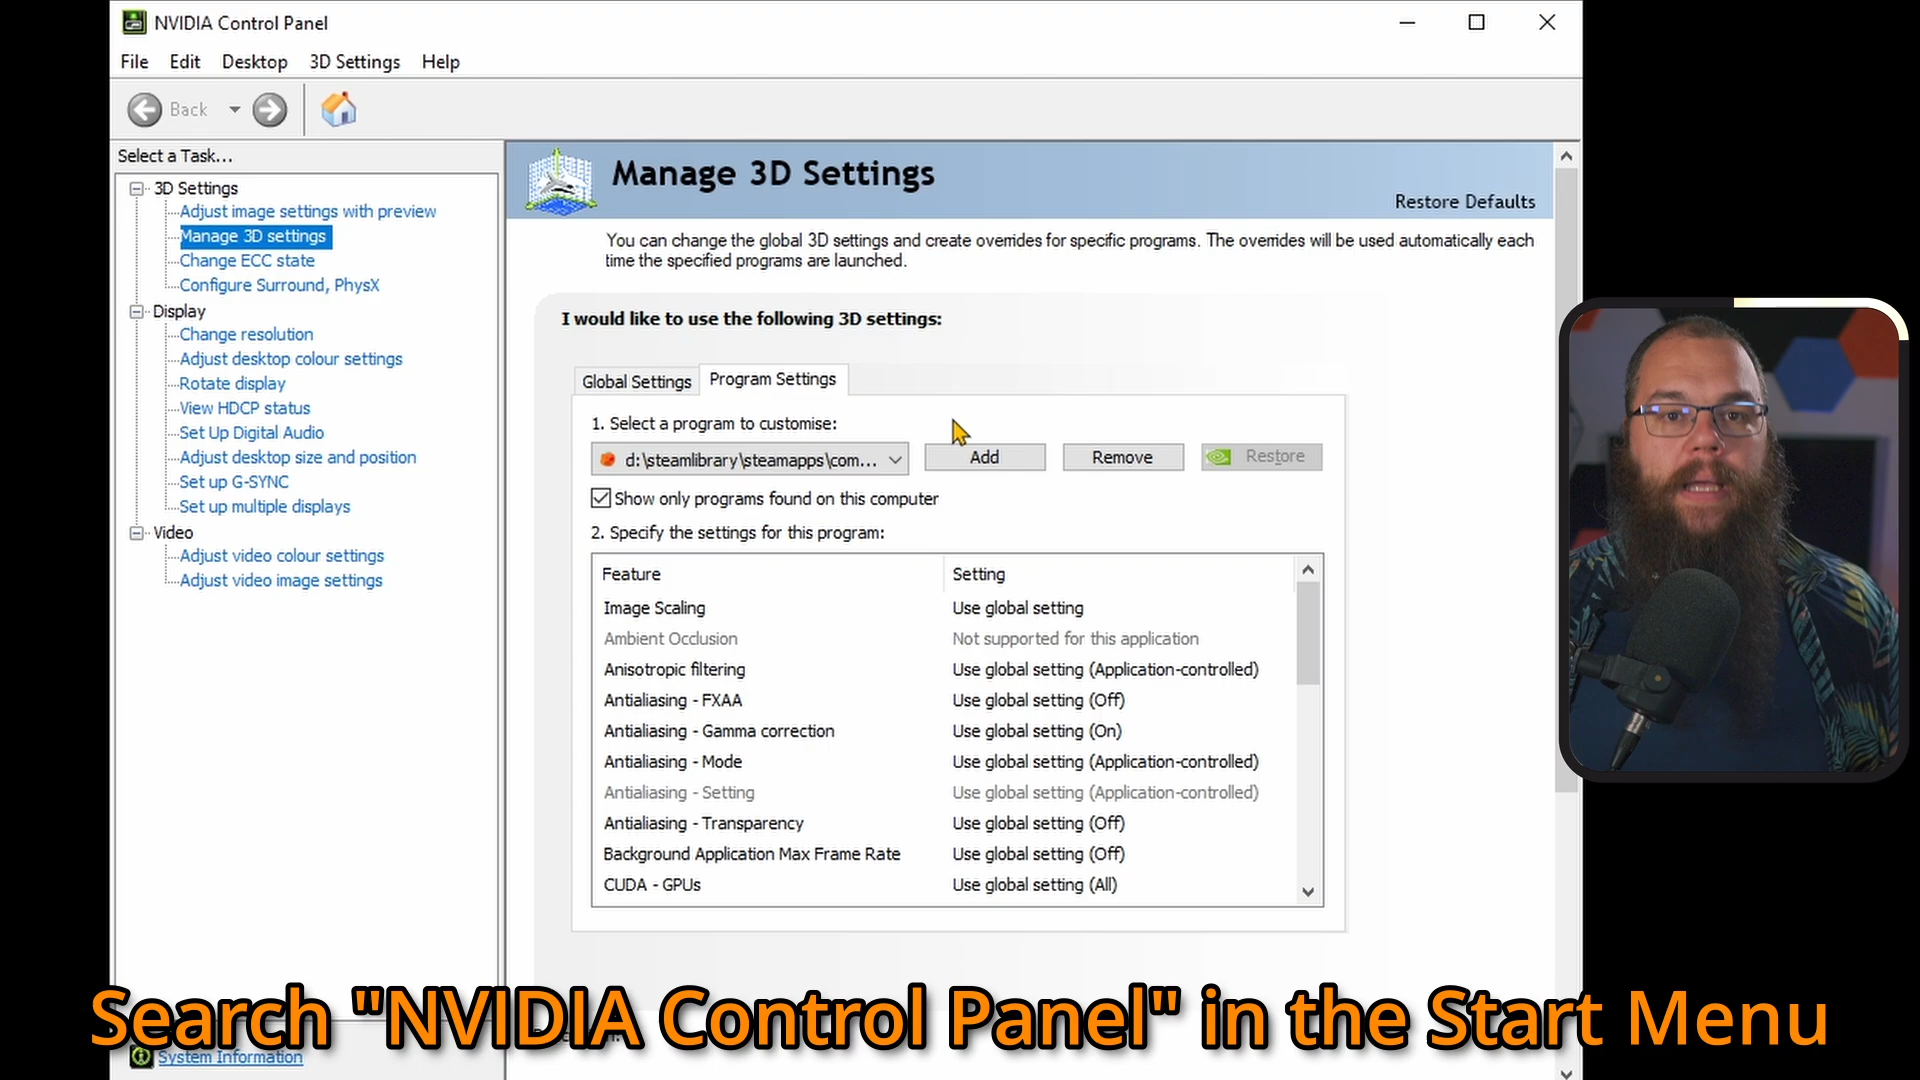 NVIDIA Control Panel
File Edit Desktop 3D Settings Help
Back
Select a Task...
3D Settings
Adjust image settings with preview
Manage 3D settings
Change ECC state
Configure Surround, PhysX
Display
Change resolution
Adjust desktop colour settings
Rotate display
View HDCP status
Set Up Digital Audio
Adjust desktop size and position
Set up G-SYNC
Set up multiple displays
Video
Adjust video colour settings
Adjust video image settings
System Information
Manage 3D Settings
Restore Defaults
You can change the global 3D settings and create overrides for specific programs. The overrides will be used automatically each
time the specified programs are launched.
I would like to use the following 3D settings:
Global Settings Program Settings
1. Select a program to customise:
d:\steamlibrary\steamapps\com... Add Remove Restore
Show only programs found on this computer
2. Specify the settings for this program:
Feature Setting
Image Scaling Use global setting
Ambient Occlusion Not supported for this application
Anisotropic filtering Use global setting (Application-controlled)
Antialiasing - FXAA Use global setting (Off)
Antialiasing - Gamma correction Use global setting (On)
Antialiasing - Mode Use global setting (Application-controlled)
Antialiasing - Setting Use global setting (Application-controlled)
Antialiasing - Transparency Use global setting (Off)
Background Application Max Frame Rate Use global setting (Off)
CUDA - GPUs Use global setting (All)
Search "NVIDIA Control Panel" in the Start Menu